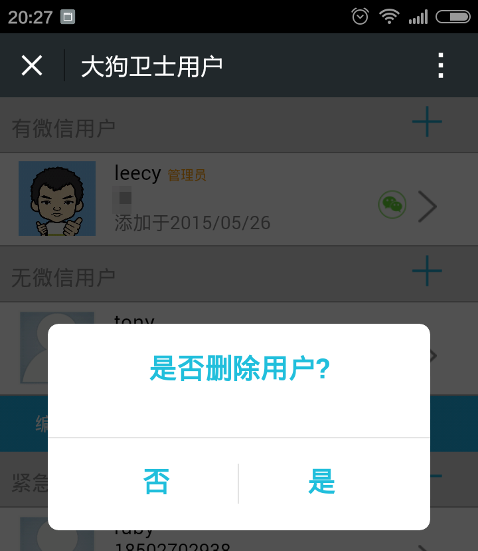 20:27
大狗卫士用户
有微信用户
leecy 管理员
添加于2015/05/26
无微信用户
tony
是否删除用户?
编
否 是
紧急
ruby
18502702938